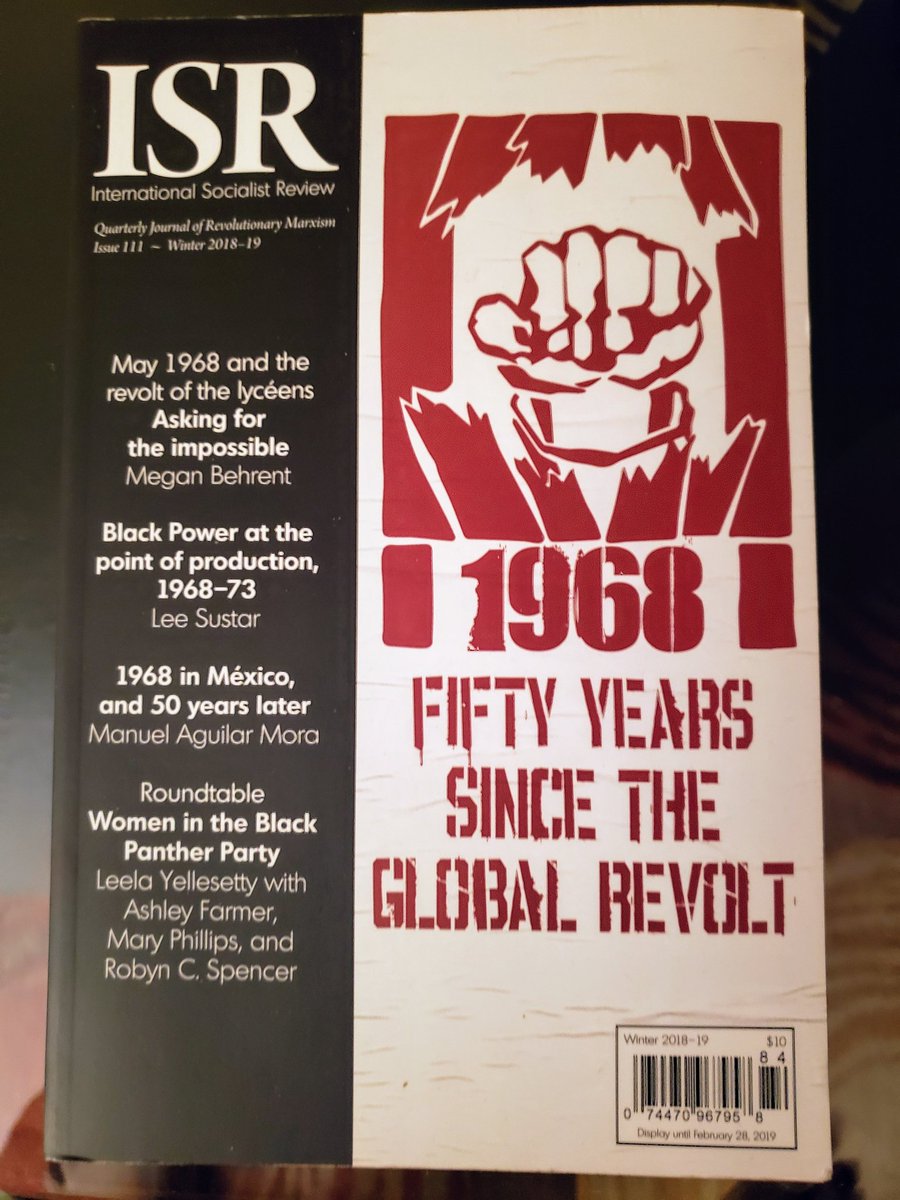 ISR
International Socialist Review
Quarterly Journal of Revolutionary Marxism
Issue 111 ~ Winter 2018–19
May 1968 and the
revolt of the lycéens
Asking for
the impossible
Megan Behrent
Black Power at the
point of production,
1968–73
Lee Sustar
1968 in México,
and 50 years later
Manuel Aguilar Mora
Roundtable
Women in the Black
Panther Party
Leela Yellesetty with
Ashley Farmer,
Mary Phillips, and
Robyn C. Spencer
1968
FIFTY YEARS
SINCE THE
GLOBAL REVOLT
Winter 2018–19 $10
8 4
0 74470 96795 8
Display until February 28, 2019